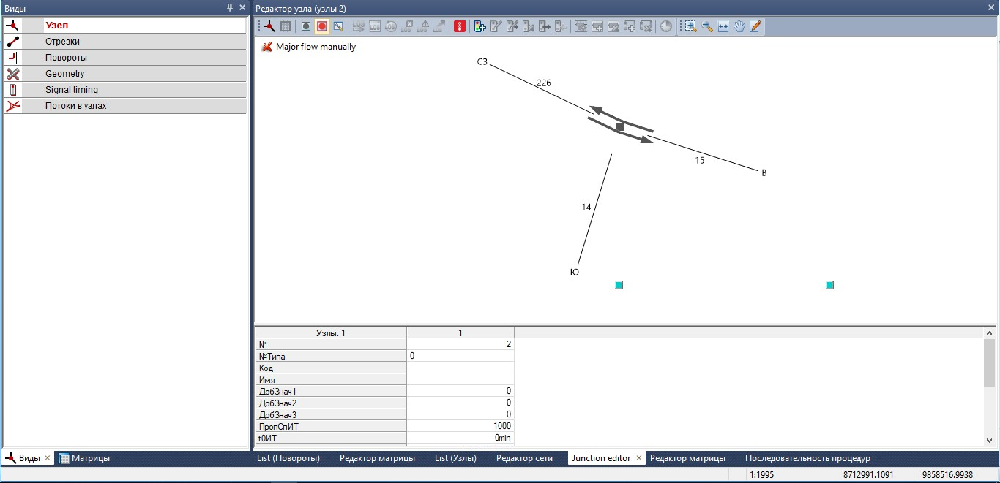 Виды
Редактор узла (узлы 2)
Узел
Отрезки
Повороты
Geometry
Signal timing
Потоки в узлах
Major flow manually
СЗ
226
15
В
14
Ю
Узлы: 1 1
№ 2
№Типа 0
Код
Имя
ДобЗнач1 0
ДобЗнач2 0
ДобЗнач3 0
ПропСпИТ 1000
t0ИТ 0min
Виды Матрицы List (Повороты) Редактор матрицы List (Узлы) Редактор сети Junction editor Редактор матрицы Последовательность процедур
1:1995 8712991.1091 9858516.9938